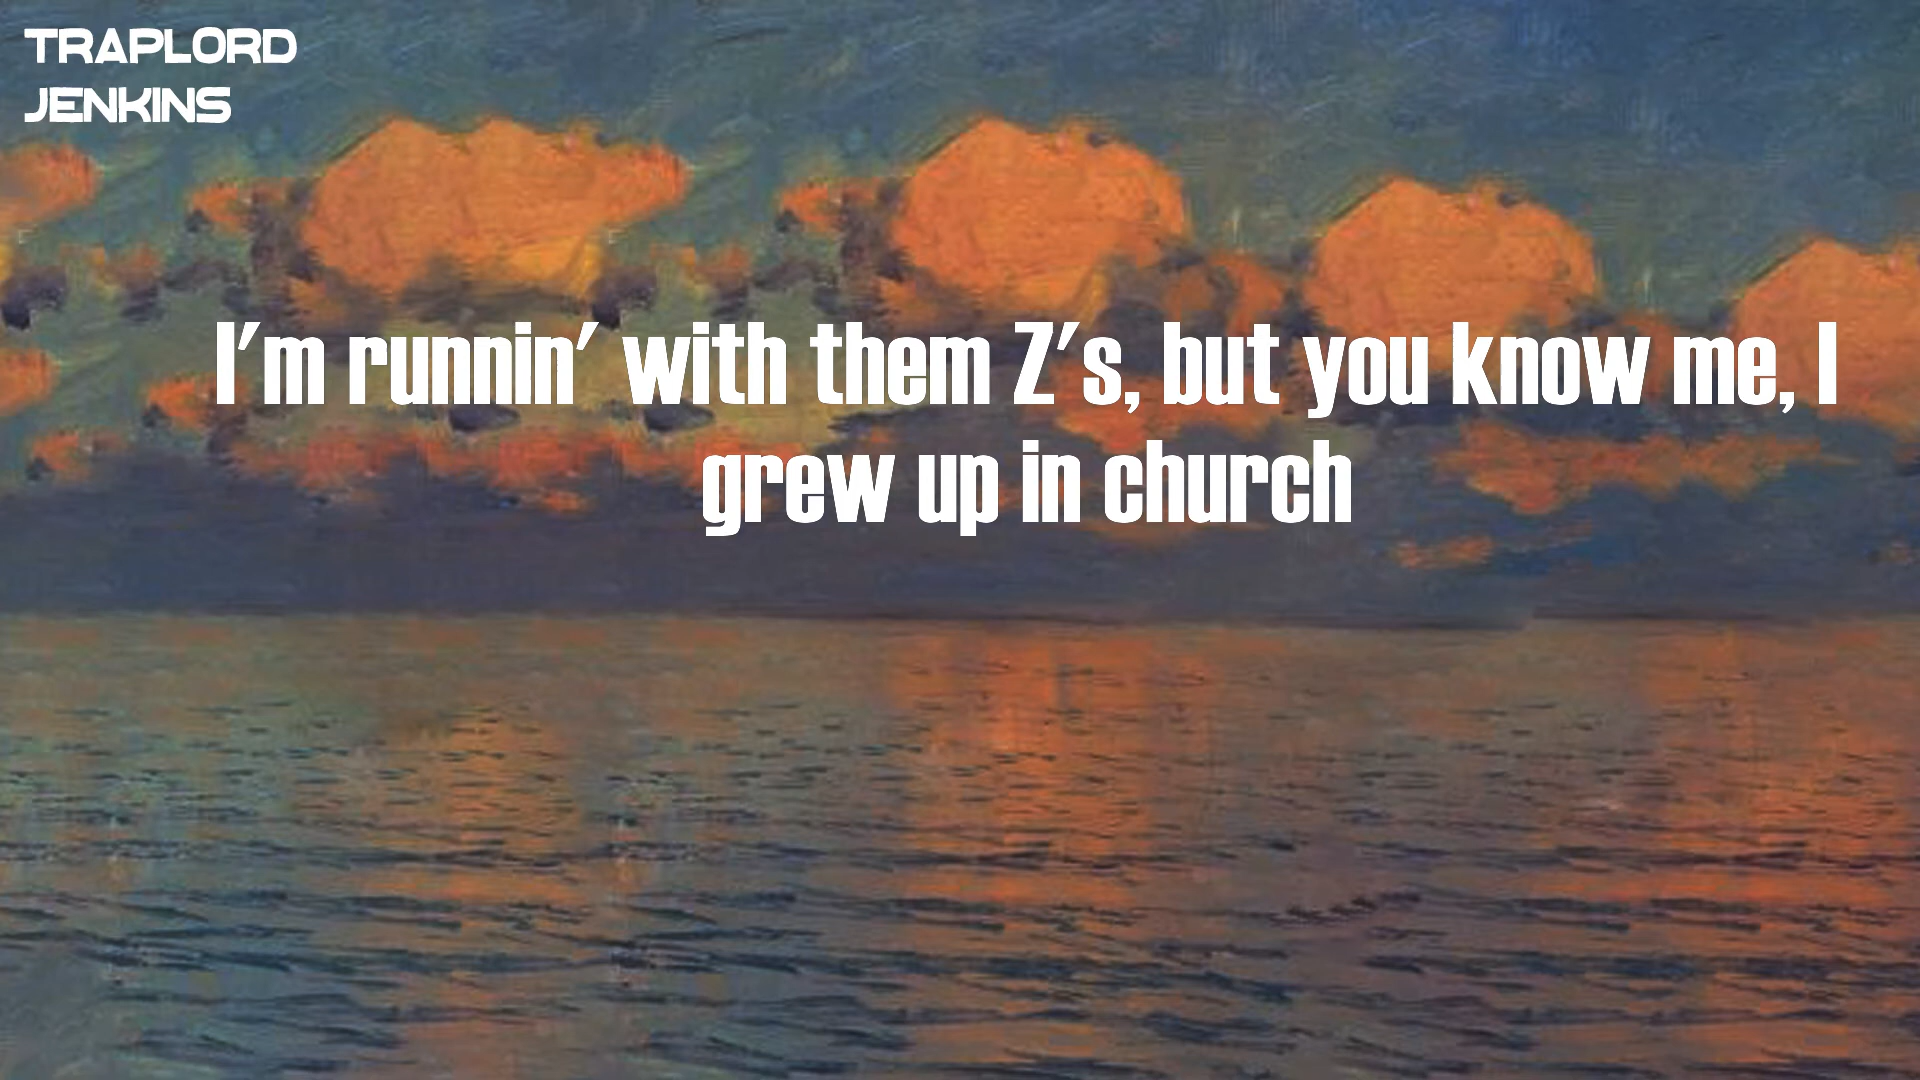 TRAPLORD
JENKINS
I'm runnin' with them Z's, but you know me, I
grew up in church